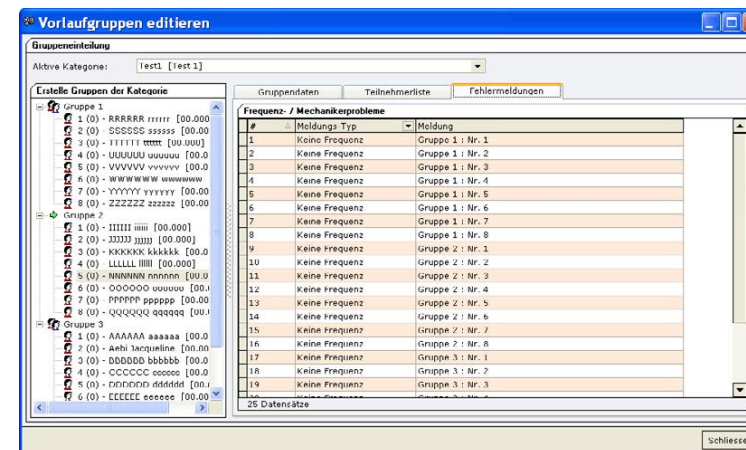 Vorlaufgruppen editieren
Gruppeneinteilung
Aktive Kategorie: Test1 [Test 1]
Erstelle Gruppen der Kategorie
Gruppe 1
1 (0) - RRRRRR rrrrrr [00.000
2 (0) - SSSSSS ssssss [00.00
3 (0) - TTTTTT tttttt [00.000]
4 (0) - UUUUUU uuuuuu [00.0
5 (0) - VVVVVV vvvvvv [00.00
6 (0) - WWWWWW wwwwww
7 (0) - YYYYYY yyyyyy [00.00
8 (0) - ZZZZZZ zzzzzz [00.00
Gruppe 2
1 (0) - IIIIII iiiiii [00.000]
2 (0) - JJJJJJ jjjjjj [00.000]
3 (0) - KKKKKK kkkkkk [00.0
4 (0) - LLLLLL llllll [00.000]
5 (0) - NNNNNN nnnnnn [00.0
6 (0) - OOOOOO oooooo [00.
7 (0) - PPPPPP pppppp [00.00
8 (0) - QQQQQQ qqqqqq [00.
Gruppe 3
1 (0) - AAAAAA aaaaaa [00.0
2 (0) - Aebi Jacqueline [00.00
3 (0) - BBBBBB bbbbbb [00.0
4 (0) - CCCCCC cccccc [00.0
5 (0) - DDDDDD dddddd [00.
6 (0) - EEEEEE eeeeee [00.00
Gruppendaten Teilnehmerliste Fehlermeldungen
Frequenz- / Mechanikerprobleme
# Meldungs-Typ Meldung
1 Keine Frequenz Gruppe 1 : Nr. 1
2 Keine Frequenz Gruppe 1 : Nr. 2
3 Keine Frequenz Gruppe 1 : Nr. 3
4 Keine Frequenz Gruppe 1 : Nr. 4
5 Keine Frequenz Gruppe 1 : Nr. 5
6 Keine Frequenz Gruppe 1 : Nr. 6
7 Keine Frequenz Gruppe 1 : Nr. 7
8 Keine Frequenz Gruppe 1 : Nr. 8
9 Keine Frequenz Gruppe 2 : Nr. 1
10 Keine Frequenz Gruppe 2 : Nr. 2
11 Keine Frequenz Gruppe 2 : Nr. 3
12 Keine Frequenz Gruppe 2 : Nr. 4
13 Keine Frequenz Gruppe 2 : Nr. 5
14 Keine Frequenz Gruppe 2 : Nr. 6
15 Keine Frequenz Gruppe 2 : Nr. 7
16 Keine Frequenz Gruppe 2 : Nr. 8
17 Keine Frequenz Gruppe 3 : Nr. 1
18 Keine Frequenz Gruppe 3 : Nr. 2
19 Keine Frequenz Gruppe 3 : Nr. 3
25 Datensätze
Schliesse